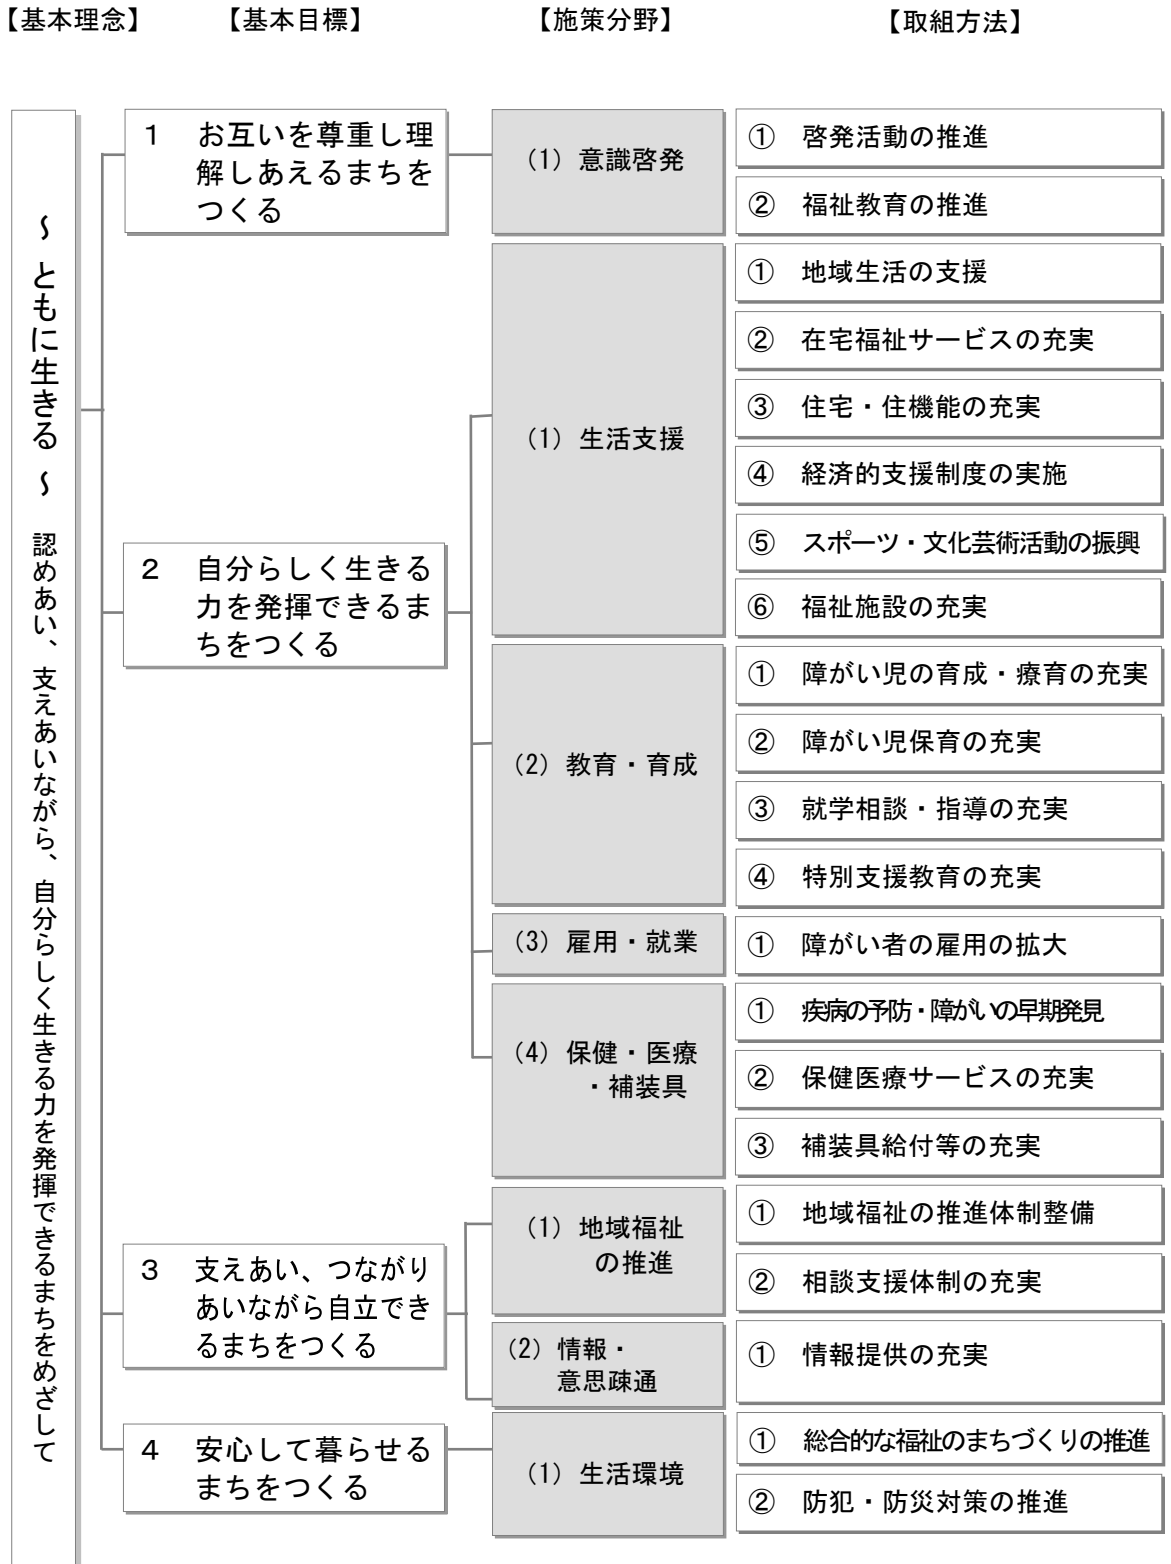 【基本理念】 【基本目標】 【施策分野】 【取組方法】
~ ともに生きる ~ 認めあい、支えあいながら、自分らしく生きる力を発揮できるまちをめざして
1 お互いを尊重し理
解しあえるまちを
つくる
(1) 意識啓発
① 啓発活動の推進
② 福祉教育の推進
2 自分らしく生きる
力を発揮できるま
ちをつくる
(1) 生活支援
① 地域生活の支援
② 在宅福祉サービスの充実
③ 住宅・住機能の充実
④ 経済的支援制度の実施
⑤ スポーツ・文化芸術活動の振興
⑥ 福祉施設の充実
(2) 教育・育成
① 障がい児の育成・療育の充実
② 障がい児保育の充実
③ 就学相談・指導の充実
④ 特別支援教育の充実
(3) 雇用・就業
① 障がい者の雇用の拡大
(4) 保健・医療
・補装具
① 疾病の予防・障がいの早期発見
② 保健医療サービスの充実
③ 補装具給付等の充実
3 支えあい、つながり
あいながら自立でき
るまちをつくる
(1) 地域福祉
の推進
① 地域福祉の推進体制整備
② 相談支援体制の充実
(2) 情報・
意思疎通
① 情報提供の充実
4 安心して暮らせる
まちをつくる
(1) 生活環境
① 総合的な福祉のまちづくりの推進
② 防犯・防災対策の推進